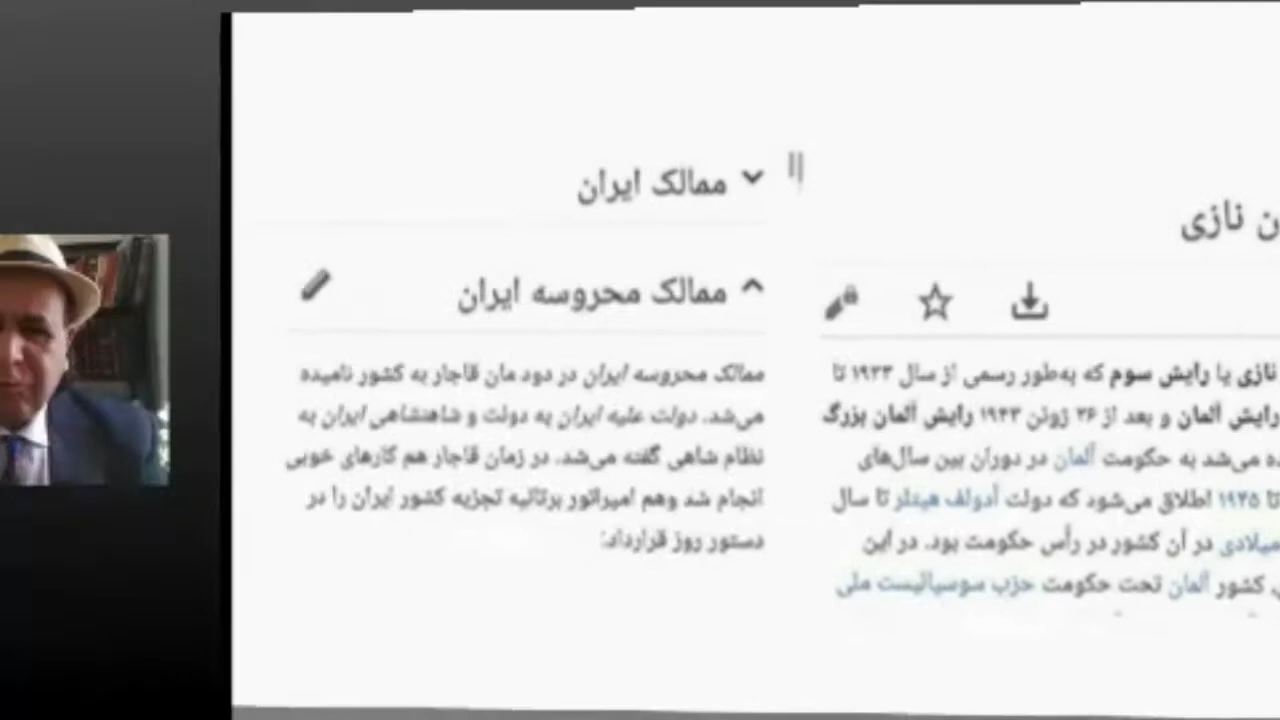 ن نازی
نازی یا رایش سوم که به‌طور رسمی از سال ۱۹۳۳ تا
رایش آلمان و بعد از ۲۶ ژوئن ۱۹۴۳ رایش آلمان بزرگ
ده می‌شد به حکومت آلمان در دوران بین سال‌های
تا ۱۹۴۵ اطلاق می‌شود که دولت آدولف هیتلر تا سال
میلادی در آن کشور در رأس حکومت بود. در این
کشور آلمان تحت حکومت حزب سوسیالیست ملی
ممالک ایران
ممالک محروسه ایران
ممالک محروسه ایران در دودمان قاجار به کشور نامیده
می‌شد. دولت علیه ایران به دولت و شاهنشاهی ایران به
نظام شاهی گفته می‌شد. در زمان قاجار هم کارهای خوبی
انجام شد وهم امپراتور برتانیه تجزیه کشور ایران را در
دستور روز قرارداد: